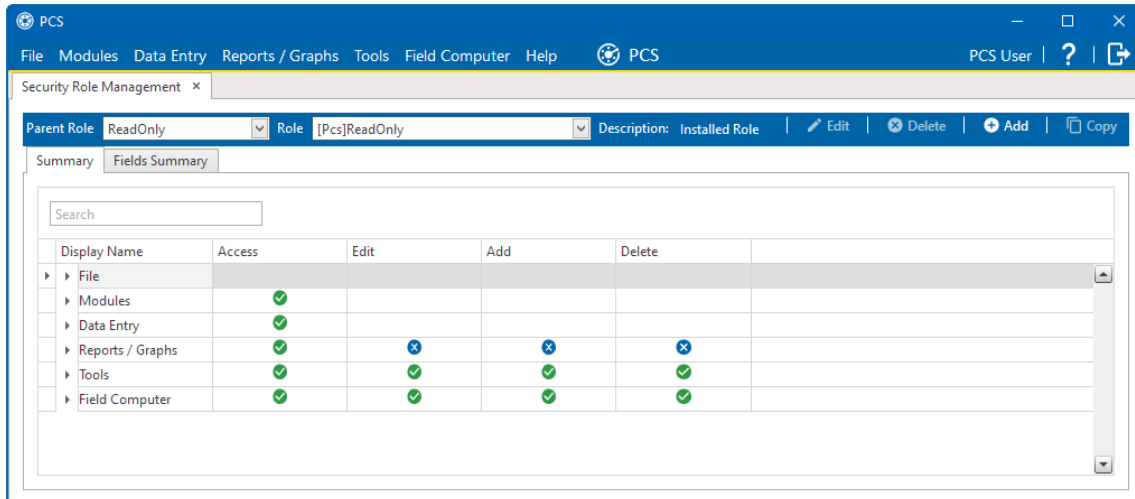 PCS
File Modules Data Entry Reports / Graphs Tools Field Computer Help PCS PCS User | ? |
Security Role Management ×
Parent Role ReadOnly Role [Pcs]ReadOnly Description: Installed Role | Edit | Delete | Add | Copy
Summary Fields Summary
Search
Display Name Access Edit Add Delete
File
Modules
Data Entry
Reports / Graphs
Tools
Field Computer